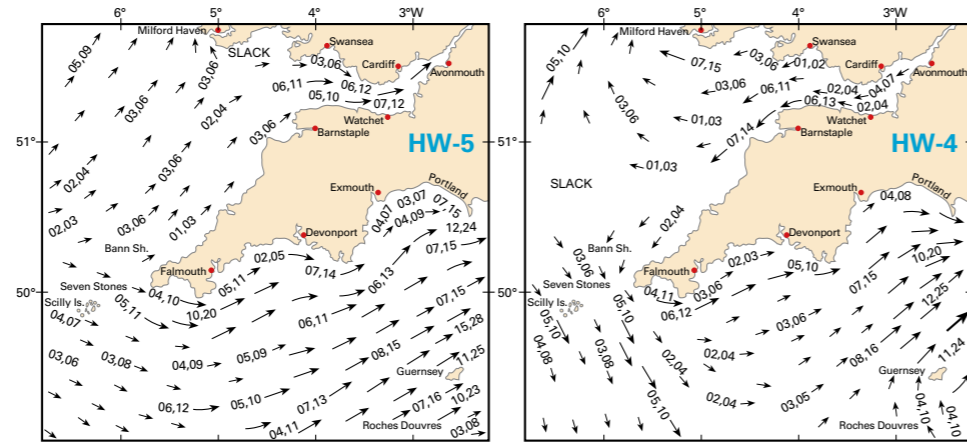 6° 5 4 3°W
Milford Haven
Swansea
05,09
SLACK
03,06
Cardiff
Avonmouth
03,06
03,06
06,11
06,12
05,10
07,12
02,04
03,06
Watchet
Barnstaple
51°
HW-5
03,06
02,04
Exmouth
Portland
02,03
03,06
01,03
04,07
03,07
04,09
07,15
12,24
Bann Sh.
Devonport
02,05
07,14
07,15
Falmouth
05,11
06,13
50°
Seven Stones
04,10
Scilly Is.
05,11
10,20
06,11
07,15
04,07
15,28
03,06
03,08
04,09
05,09
08,15
11,25
Guernsey
06,12
05,10
07,13
07,16
10,23
04,11
Roches Douvres
03,08
6° 5 4 3°W
Milford Haven
Swansea
05,10
07,15
03,06
01,02
Cardiff
Avonmouth
03,06
03,06
06,11
02,04
04,07
06,13
02,04
01,03
07,14
Watchet
Barnstaple
51°
HW-4
01,03
SLACK
Exmouth
Portland
02,04
04,08
Bann Sh.
Devonport
03,06
02,03
05,10
10,20
Falmouth
07,15
50°
Seven Stones
04,11
03,06
Scilly Is.
05,10
06,12
12,25
05,10
03,06
04,08
03,08
02,04
02,04
08,16
11,24
Guernsey
02,04
03,05
05,10
04,10
Roches Douvres
04,10